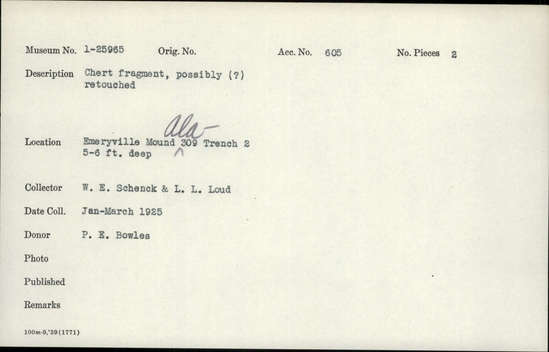 Museum No. 1-25965 Orig. No. Acc. No. 605 No. Pieces 2
Description Chert fragment, possibly (?)
retouched
Ala-
Location Emeryville Mound ^ 309 Trench 2
5-6 ft. deep
Collector W. E. Schenck & L. L. Loud
Date Coll. Jan-March 1925
Donor P. E. Bowles
Photo
Published
Remarks
100m-9,'39(1771)